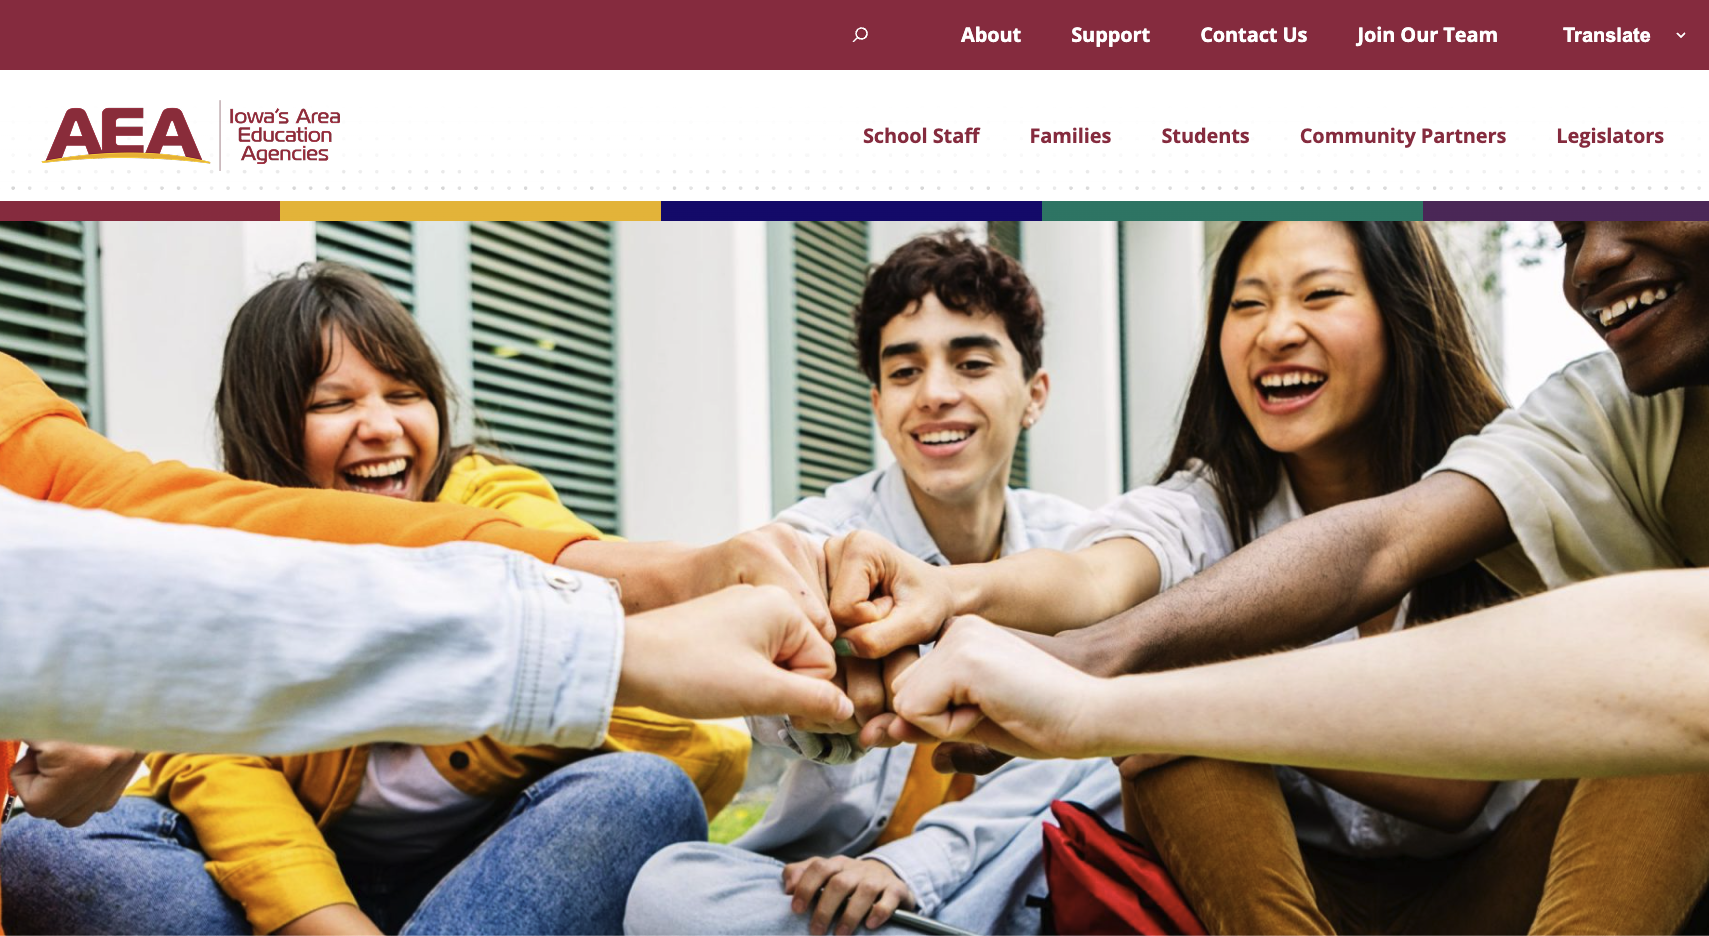 About Support Contact Us Join Our Team Translate
AEA
Iowa's Area
Education
Agencies
School Staff Families Students Community Partners Legislators